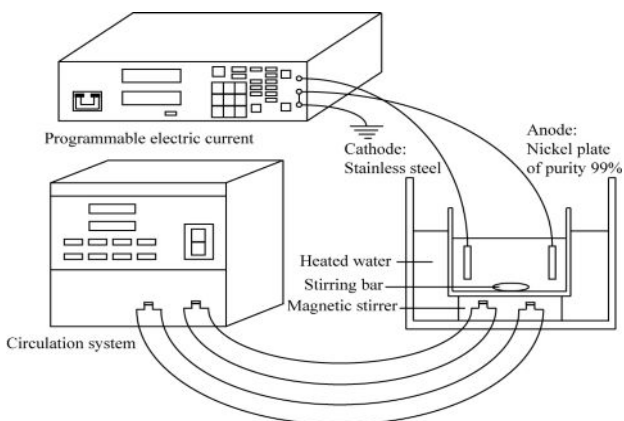 Programmable electric current
Cathode:
Stainless steel
Anode:
Nickel plate
of purity 99%
Heated water
Stirring bar
Magnetic stirrer
Circulation system